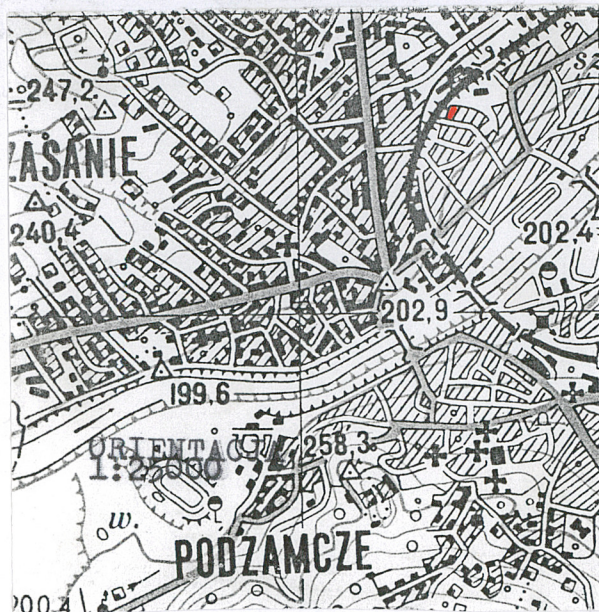 247,2
ZASANIE
240,4
202,4
202,9
199,6
ORIENTACJA
1:25000
258,3
w.
PODZAMCZE